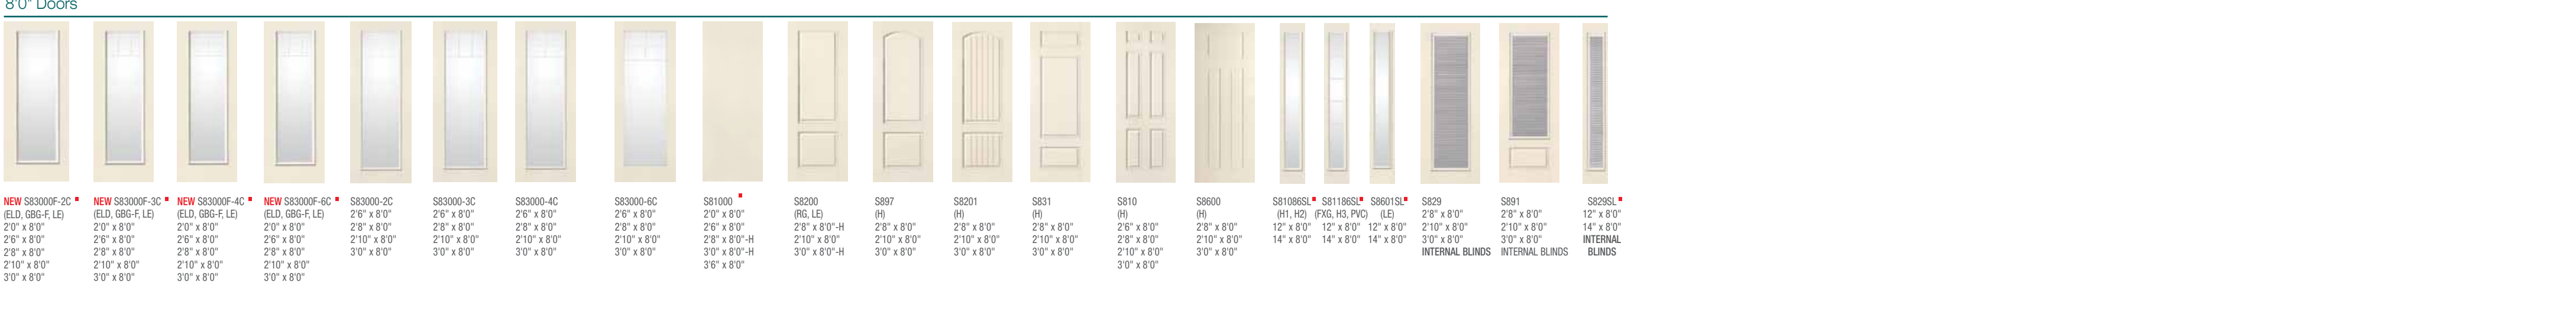 8'0" Doors
NEW S83000F-2C
(ELD, GBG-F, LE)
2'0" x 8'0"
2'6" x 8'0"
2'8" x 8'0"
2'10" x 8'0"
3'0" x 8'0"
NEW S83000F-3C
(ELD, GBG-F, LE)
2'0" x 8'0"
2'6" x 8'0"
2'8" x 8'0"
2'10" x 8'0"
3'0" x 8'0"
NEW S83000F-4C
(ELD, GBG-F, LE)
2'0" x 8'0"
2'6" x 8'0"
2'8" x 8'0"
2'10" x 8'0"
3'0" x 8'0"
NEW S83000F-6C
(ELD, GBG-F, LE)
2'0" x 8'0"
2'6" x 8'0"
2'8" x 8'0"
2'10" x 8'0"
3'0" x 8'0"
S83000-2C
2'6" x 8'0"
2'8" x 8'0"
2'10" x 8'0"
3'0" x 8'0"
S83000-3C
2'6" x 8'0"
2'8" x 8'0"
2'10" x 8'0"
3'0" x 8'0"
S83000-4C
2'6" x 8'0"
2'8" x 8'0"
2'10" x 8'0"
3'0" x 8'0"
S83000-6C
2'6" x 8'0"
2'8" x 8'0"
2'10" x 8'0"
3'0" x 8'0"
S81000
2'0" x 8'0"
2'6" x 8'0"
2'8" x 8'0"-H
3'0" x 8'0"-H
3'6" x 8'0"
S8200
(RG, LE)
2'8" x 8'0"-H
2'10" x 8'0"
3'0" x 8'0"-H
S897
(H)
2'8" x 8'0"
2'10" x 8'0"
3'0" x 8'0"
S8201
(H)
2'8" x 8'0"
2'10" x 8'0"
3'0" x 8'0"
S831
(H)
2'8" x 8'0"
2'10" x 8'0"
3'0" x 8'0"
S810
(H)
2'6" x 8'0"
2'8" x 8'0"
2'10" x 8'0"
3'0" x 8'0"
S8600
(H)
2'8" x 8'0"
2'10" x 8'0"
3'0" x 8'0"
S81086SL
(H1, H2)
12" x 8'0"
14" x 8'0"
S81186SL
(FXG, H3, PVC)
12" x 8'0"
14" x 8'0"
S8601SL
(LE)
12" x 8'0"
14" x 8'0"
S829
2'8" x 8'0"
2'10" x 8'0"
3'0" x 8'0"
INTERNAL BLINDS
S891
2'8" x 8'0"
2'10" x 8'0"
3'0" x 8'0"
INTERNAL BLINDS
S829SL
12" x 8'0"
14" x 8'0"
INTERNAL
BLINDS